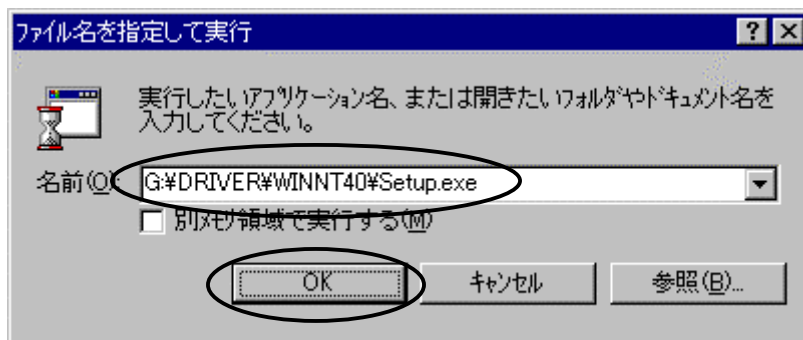 ファイル名を指定して実行
実行したいアプリケーション名、または開きたいフォルダやドキュメント名を
入力してください。
名前(O): G:¥DRIVER¥WINNT40¥Setup.exe
別メモリ領域で実行する(M)
OK キャンセル 参照(B)...